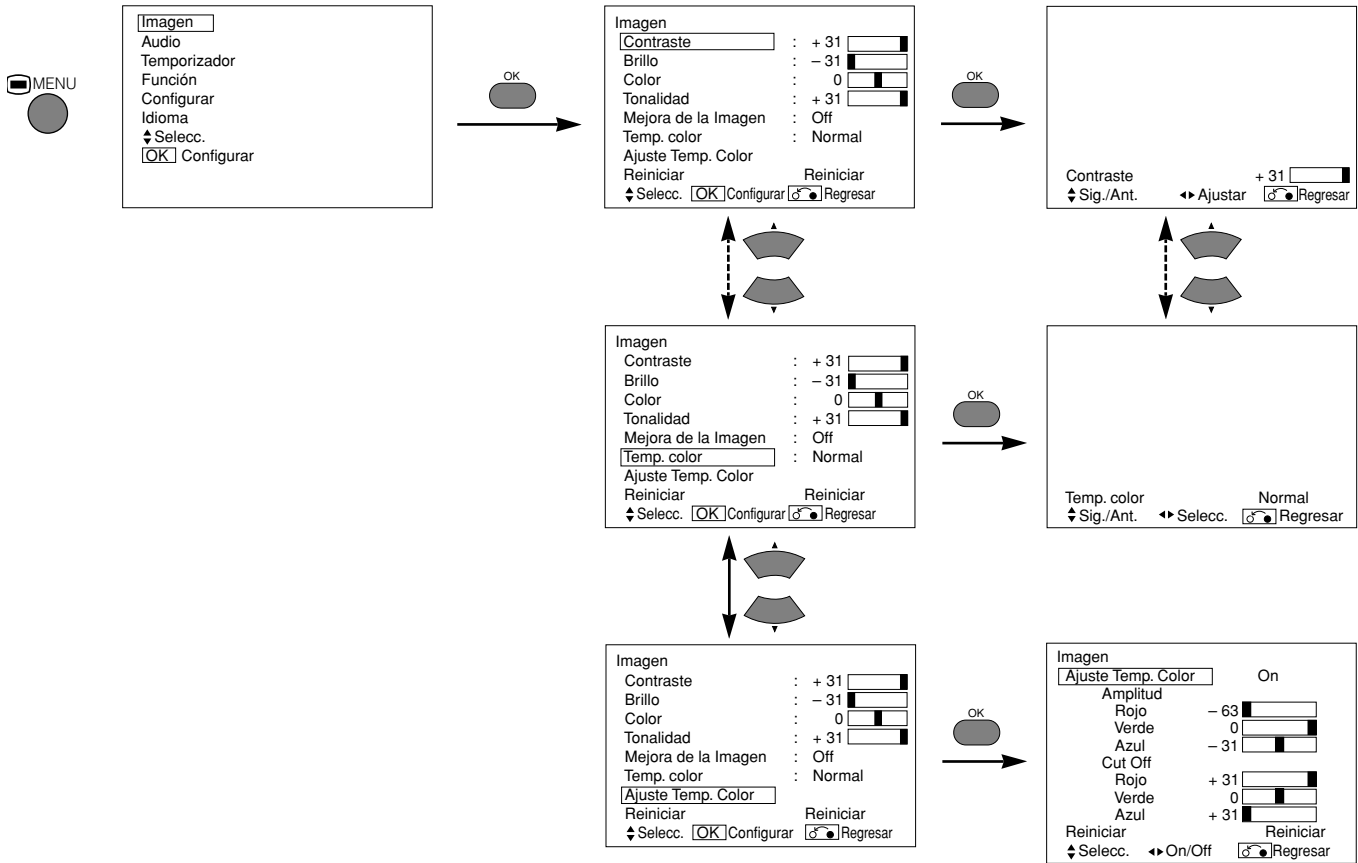 MENU
Imagen
Audio
Temporizador
Función
Configurar
Idioma
Selecc.
OK Configurar
OK
Imagen
Contraste : + 31
Brillo : – 31
Color : 0
Tonalidad : + 31
Mejora de la Imagen : Off
Temp. color : Normal
Ajuste Temp. Color
Reiniciar Reiniciar
Selecc. OK Configurar Regresar
OK
Contraste + 31
Sig./Ant. Ajustar Regresar
Imagen
Contraste : + 31
Brillo : – 31
Color : 0
Tonalidad : + 31
Mejora de la Imagen : Off
Temp. color : Normal
Ajuste Temp. Color
Reiniciar Reiniciar
Selecc. OK Configurar Regresar
OK
Temp. color Normal
Sig./Ant. Selecc. Regresar
Imagen
Contraste : + 31
Brillo : – 31
Color : 0
Tonalidad : + 31
Mejora de la Imagen : Off
Temp. color : Normal
Ajuste Temp. Color
Reiniciar Reiniciar
Selecc. OK Configurar Regresar
OK
Imagen
Ajuste Temp. Color On
Amplitud
Rojo – 63
Verde 0
Azul – 31
Cut Off
Rojo + 31
Verde 0
Azul + 31
Reiniciar Reiniciar
Selecc. On/Off Regresar